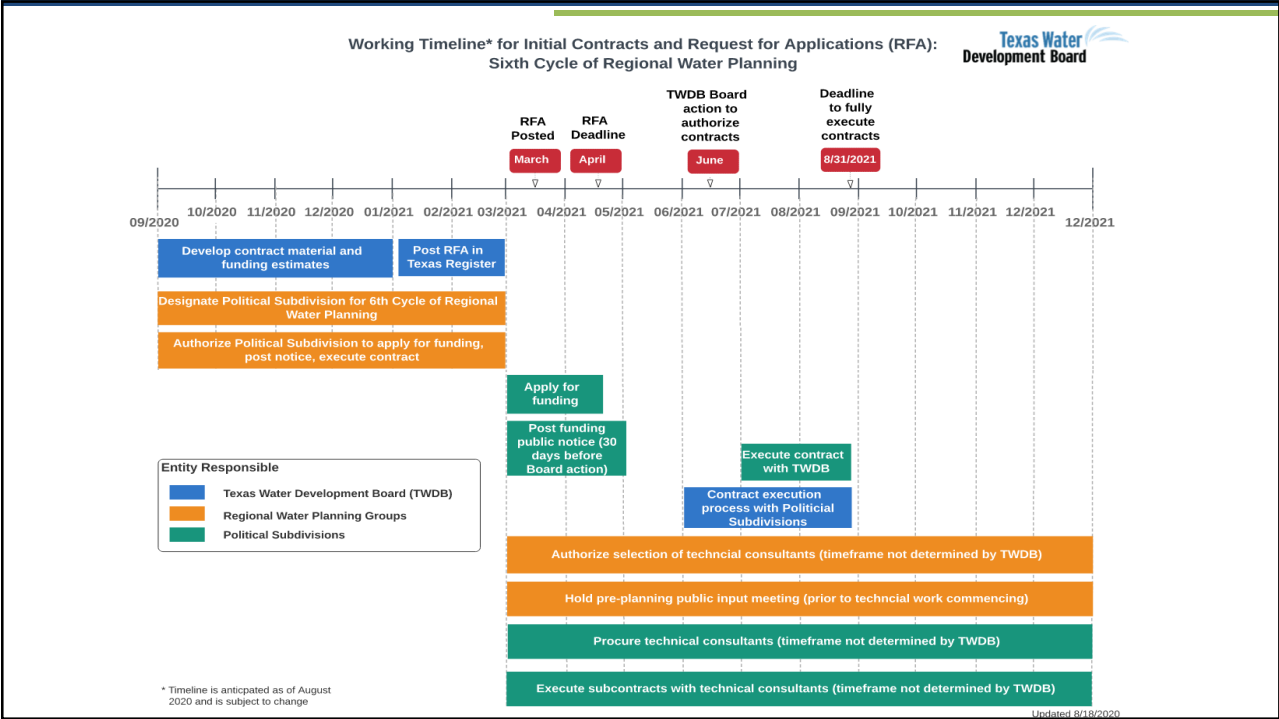 Working Timeline* for Initial Contracts and Request for Applications (RFA):
Sixth Cycle of Regional Water Planning
Texas Water
Development Board
RFA
Posted
RFA
Deadline
TWDB Board
action to
authorize
contracts
Deadline
to fully
execute
contracts
March
April
June
8/31/2021
09/2020
10/2020
11/2020
12/2020
01/2021
02/2021
03/2021
04/2021
05/2021
06/2021
07/2021
08/2021
09/2021
10/2021
11/2021
12/2021
12/2021
Develop contract material and
funding estimates
Post RFA in
Texas Register
Designate Political Subdivision for 6th Cycle of Regional
Water Planning
Authorize Political Subdivision to apply for funding,
post notice, execute contract
Apply for
funding
Post funding
public notice (30
days before
Board action)
Execute contract
with TWDB
Contract execution
process with Politicial
Subdivisions
Entity Responsible
Texas Water Development Board (TWDB)
Regional Water Planning Groups
Political Subdivisions
Authorize selection of techncial consultants (timeframe not determined by TWDB)
Hold pre-planning public input meeting (prior to techncial work commencing)
Procure technical consultants (timeframe not determined by TWDB)
Execute subcontracts with technical consultants (timeframe not determined by TWDB)
* Timeline is anticpated as of August
2020 and is subject to change
Updated 8/18/2020